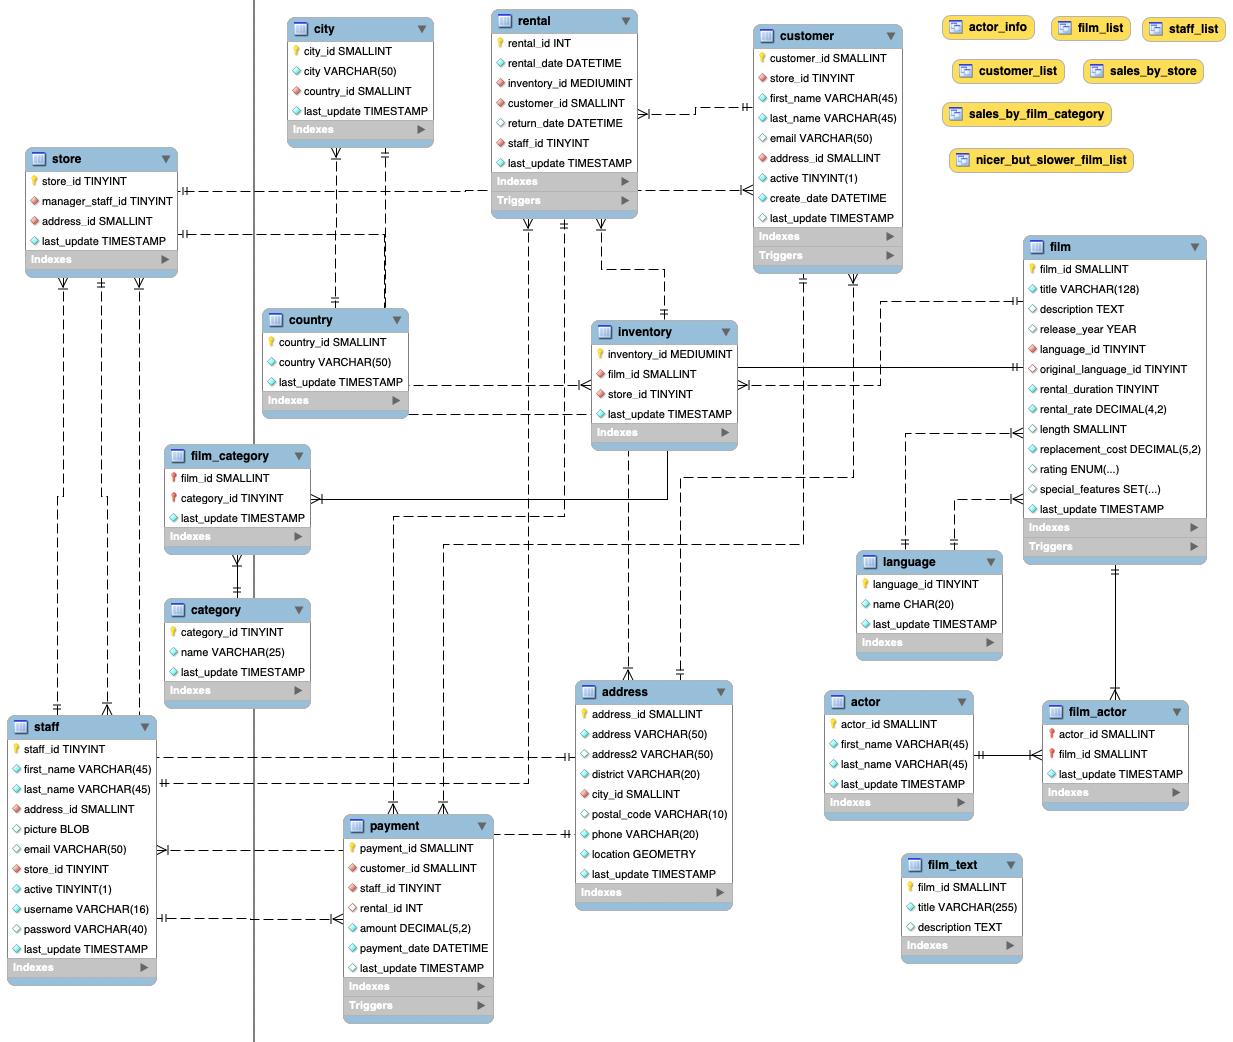 city
city_id SMALLINT
city VARCHAR(50)
country_id SMALLINT
last_update TIMESTAMP
Indexes
rental
rental_id INT
rental_date DATETIME
inventory_id MEDIUMINT
customer_id SMALLINT
return_date DATETIME
staff_id TINYINT
last_update TIMESTAMP
Indexes
Triggers
customer
customer_id SMALLINT
store_id TINYINT
first_name VARCHAR(45)
last_name VARCHAR(45)
email VARCHAR(50)
address_id SMALLINT
active TINYINT(1)
create_date DATETIME
last_update TIMESTAMP
Indexes
Triggers
actor_info
film_list
staff_list
customer_list
sales_by_store
sales_by_film_category
nicer_but_slower_film_list
store
store_id TINYINT
manager_staff_id TINYINT
address_id SMALLINT
last_update TIMESTAMP
Indexes
film
film_id SMALLINT
title VARCHAR(128)
description TEXT
release_year YEAR
language_id TINYINT
original_language_id TINYINT
rental_duration TINYINT
rental_rate DECIMAL(4,2)
length SMALLINT
replacement_cost DECIMAL(5,2)
rating ENUM(...)
special_features SET(...)
last_update TIMESTAMP
Indexes
Triggers
country
country_id SMALLINT
country VARCHAR(50)
last_update TIMESTAMP
Indexes
inventory
inventory_id MEDIUMINT
film_id SMALLINT
store_id TINYINT
last_update TIMESTAMP
Indexes
film_category
film_id SMALLINT
category_id TINYINT
last_update TIMESTAMP
Indexes
language
language_id TINYINT
name CHAR(20)
last_update TIMESTAMP
Indexes
category
category_id TINYINT
name VARCHAR(25)
last_update TIMESTAMP
Indexes
address
address_id SMALLINT
address VARCHAR(50)
address2 VARCHAR(50)
district VARCHAR(20)
city_id SMALLINT
postal_code VARCHAR(10)
phone VARCHAR(20)
location GEOMETRY
last_update TIMESTAMP
Indexes
actor
actor_id SMALLINT
first_name VARCHAR(45)
last_name VARCHAR(45)
last_update TIMESTAMP
Indexes
film_actor
actor_id SMALLINT
film_id SMALLINT
last_update TIMESTAMP
Indexes
staff
staff_id TINYINT
first_name VARCHAR(45)
last_name VARCHAR(45)
address_id SMALLINT
picture BLOB
email VARCHAR(50)
store_id TINYINT
active TINYINT(1)
username VARCHAR(16)
password VARCHAR(40)
last_update TIMESTAMP
Indexes
payment
payment_id SMALLINT
customer_id SMALLINT
staff_id TINYINT
rental_id INT
amount DECIMAL(5,2)
payment_date DATETIME
last_update TIMESTAMP
Indexes
Triggers
film_text
film_id SMALLINT
title VARCHAR(255)
description TEXT
Indexes